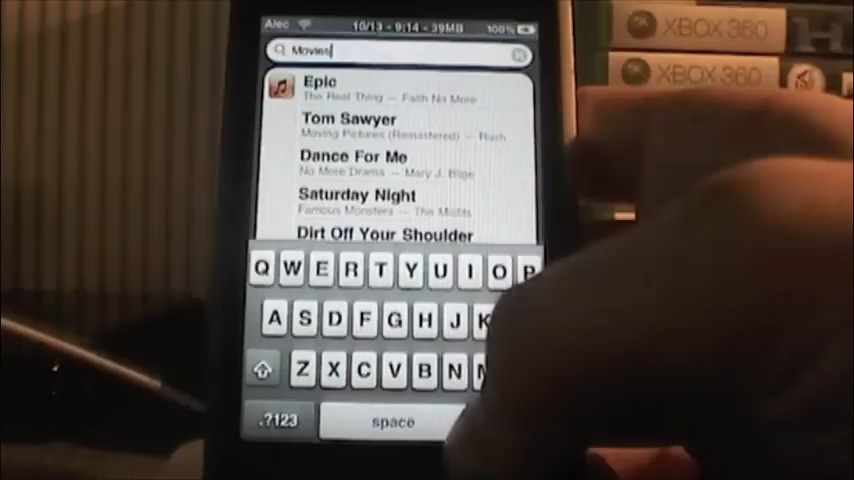 Alec 10/13 - 9:14 - 39MB 100%
Movies
Epic
The Real Thing — Faith No More
Tom Sawyer
Moving Pictures (Remastered) — Rush
Dance For Me
No More Drama — Mary J. Blige
Saturday Night
Famous Monsters — The Misfits
Dirt Off Your Shoulder
Q W E R T Y U I O P
A S D F G H J K
Z X C V B N
.?123 space
XBOX 360
XBOX 360